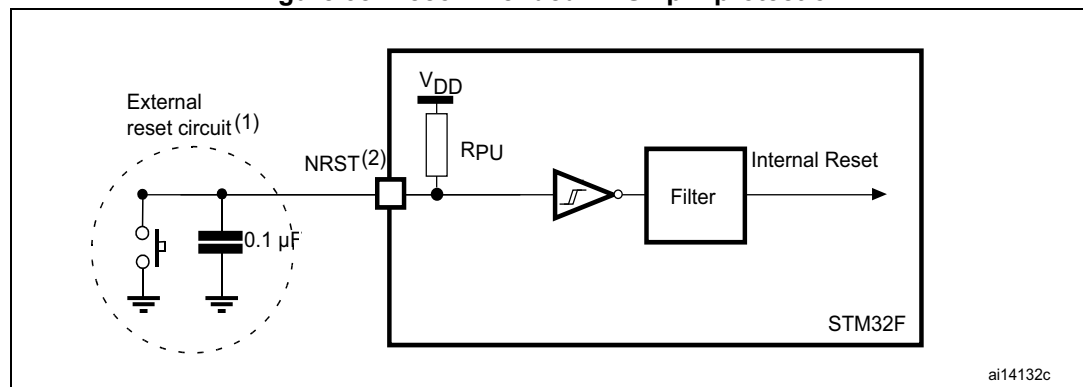 External
reset circuit(1)
NRST(2)
VDD
RPU
0.1 μF
Filter
Internal Reset
STM32F
ai14132c